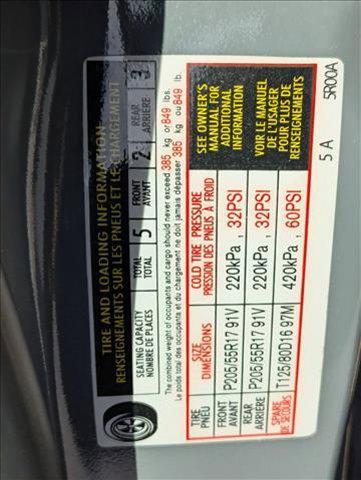 TIRE AND LOADING INFORMATION
RENSEIGNEMENTS SUR LES PNEUS ET LE CHARGEMENT
SEATING CAPACITY
NOMBRE DE PLACES
TOTAL
TOTAL
5
FRONT
AVANT
2
REAR
ARRIÈRE
3
The combined weight of occupants and cargo should never exceed 385 kg or 849 lbs.
Le poids total des occupants et du chargement ne doit jamais dépasser 385 kg ou 849 lb.
TIRE
PNEU
SIZE
DIMENSIONS
COLD TIRE PRESSURE
PRESSION DES PNEUS À FROID
SEE OWNER'S
MANUAL FOR
ADDITIONAL
INFORMATION
FRONT
AVANT
P205/55R17 91V
220kPa , 32PSI
REAR
ARRIÈRE
P205/55R17 91V
220kPa , 32PSI
VOIR LE MANUEL
DE L'USAGER
POUR PLUS DE
RENSEIGNEMENTS
SPARE
DE SECOURS
T125/80D16 97M
420kPa , 60PSI
5 A
5R00A